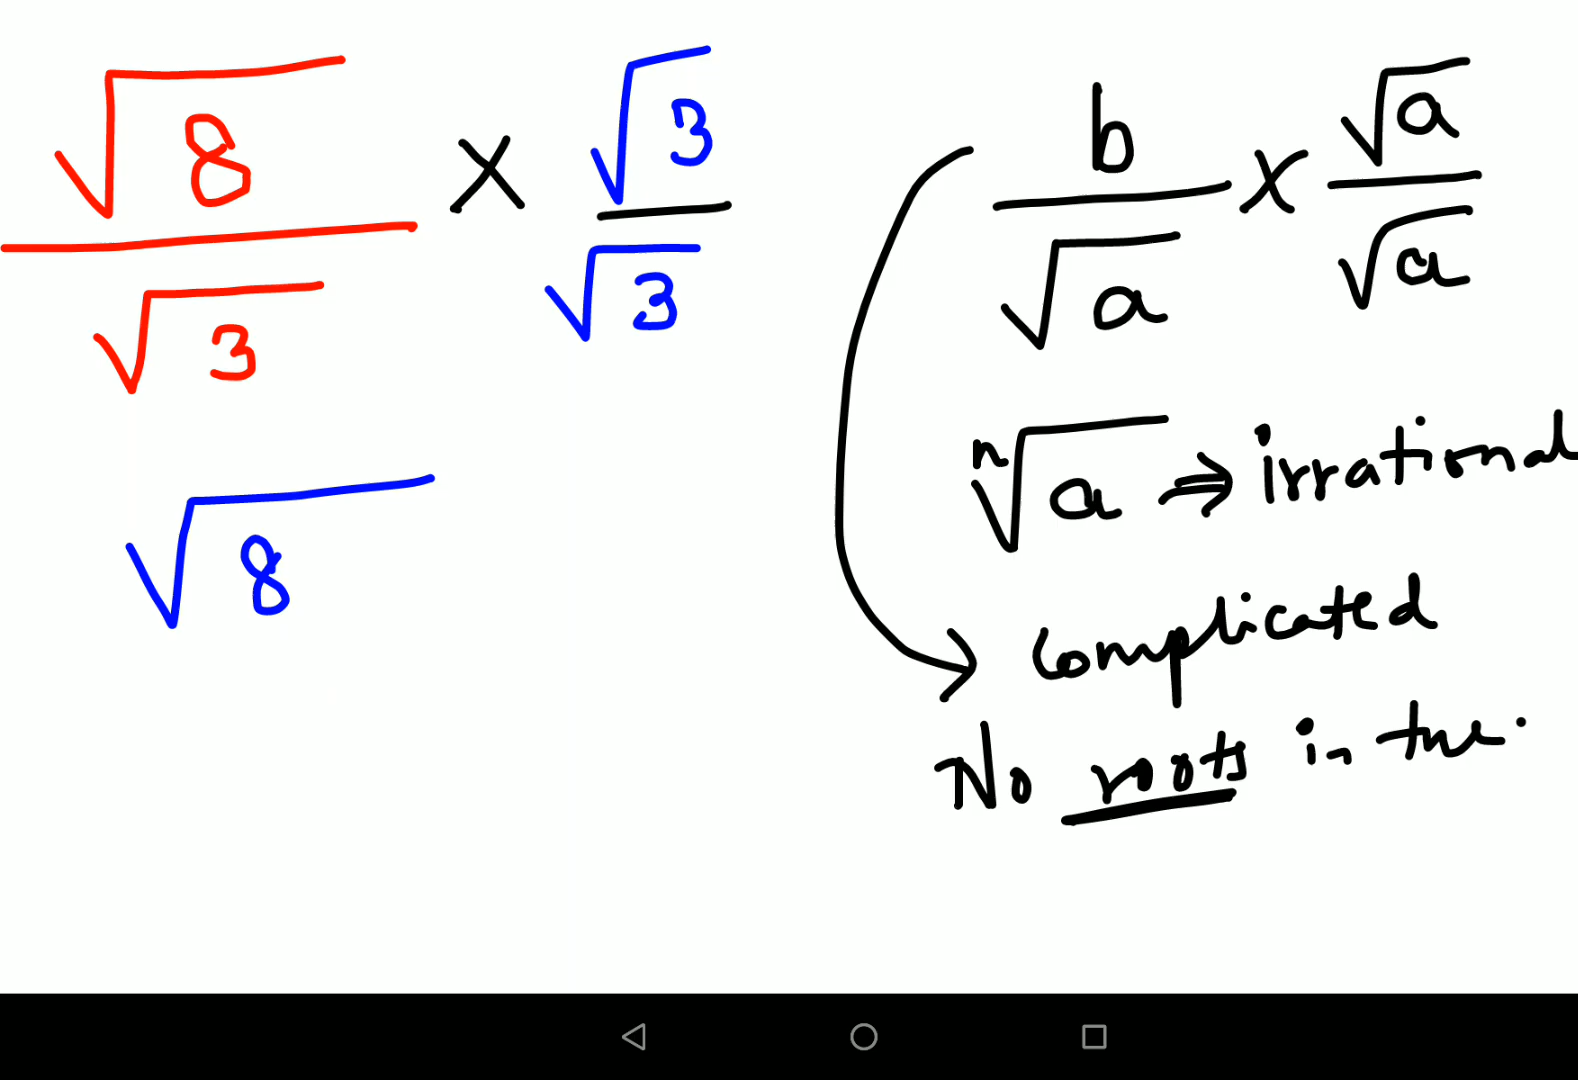 √8 / √3 × √3 / √3
√8
b / √a × √a / √a
ⁿ√a ⇒ irrational
complicated
No roots in the.